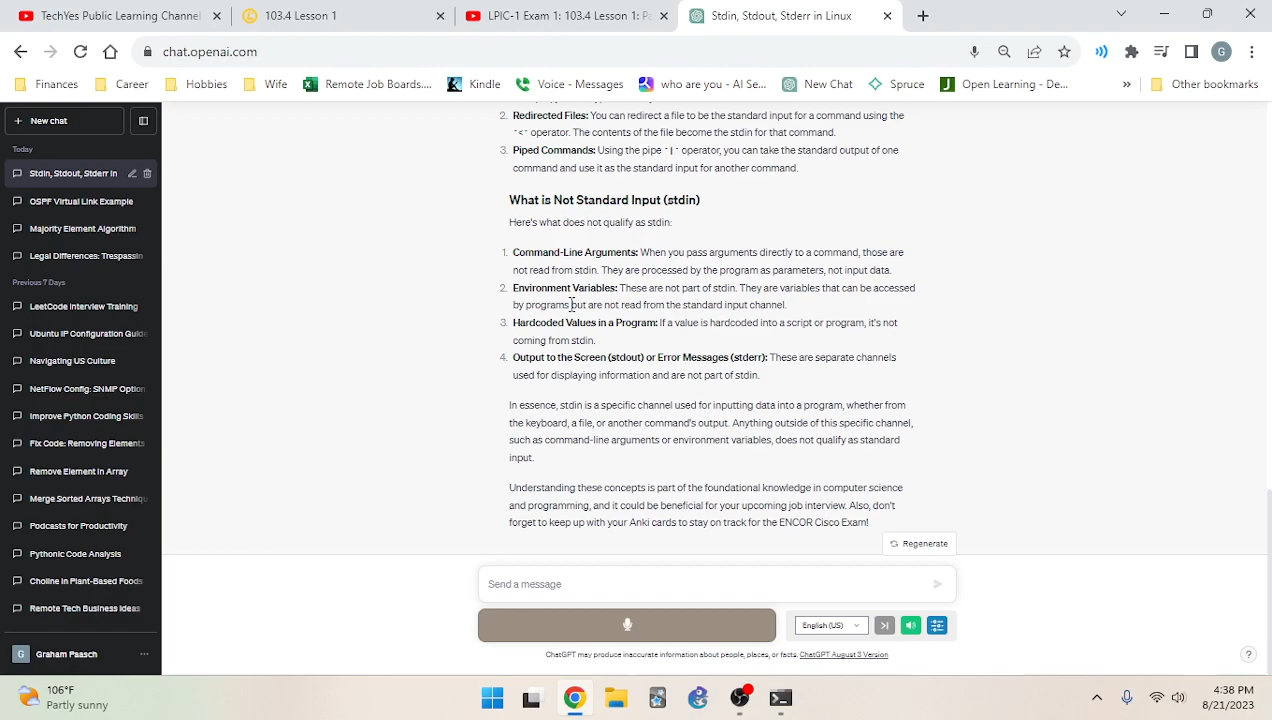 TechYes Public Learning Channel
103.4 Lesson 1
LPIC-1 Exam 1: 103.4 Lesson 1: P
Stdin, Stdout, Stderr in Linux
chat.openai.com
G
Finances
Career
Hobbies
Wife
Remote Job Boards...
Kindle
Voice - Messages
who are you - AI Se...
New Chat
Spruce
Open Learning - De...
Other bookmarks
New chat
Today
Stdin, Stdout, Stderr in
OSPF Virtual Link Example
Majority Element Algorithm
Legal Differences: Trespassin
Previous 7 Days
LeetCode Interview Training
Ubuntu IP Configuration Guide
Navigating US Culture
NetFlow Config: SNMP Option
Improve Python Coding Skills
Fix Code: Removing Elements
Remove Element in Array
Merge Sorted Arrays Techniqu
Podcasts for Productivity
Pythonic Code Analysis
Choline in Plant-Based Foods
Remote Tech Business Ideas
G Graham Paasch ...
2. Redirected Files: You can redirect a file to be the standard input for a command using the
`<` operator. The contents of the file become the stdin for that command.
3. Piped Commands: Using the pipe `|` operator, you can take the standard output of one
command and use it as the standard input for another command.
What is Not Standard Input (stdin)
Here's what does not qualify as stdin:
1. Command-Line Arguments: When you pass arguments directly to a command, those are
not read from stdin. They are processed by the program as parameters, not input data.
2. Environment Variables: These are not part of stdin. They are variables that can be accessed
by programs but are not read from the standard input channel.
3. Hardcoded Values in a Program: If a value is hardcoded into a script or program, it's not
coming from stdin.
4. Output to the Screen (stdout) or Error Messages (stderr): These are separate channels
used for displaying information and are not part of stdin.
In essence, stdin is a specific channel used for inputting data into a program, whether from
the keyboard, a file, or another command's output. Anything outside of this specific channel,
such as command-line arguments or environment variables, does not qualify as standard
input.
Understanding these concepts is part of the foundational knowledge in computer science
and programming, and it could be beneficial for your upcoming job interview. Also, don't
forget to keep up with your Anki cards to stay on track for the ENCOR Cisco Exam!
Regenerate
Send a message
English (US)
ChatGPT may produce inaccurate information about people, places, or facts. ChatGPT August 3 Version
?
106°F
Partly sunny
4:38 PM
8/21/2023